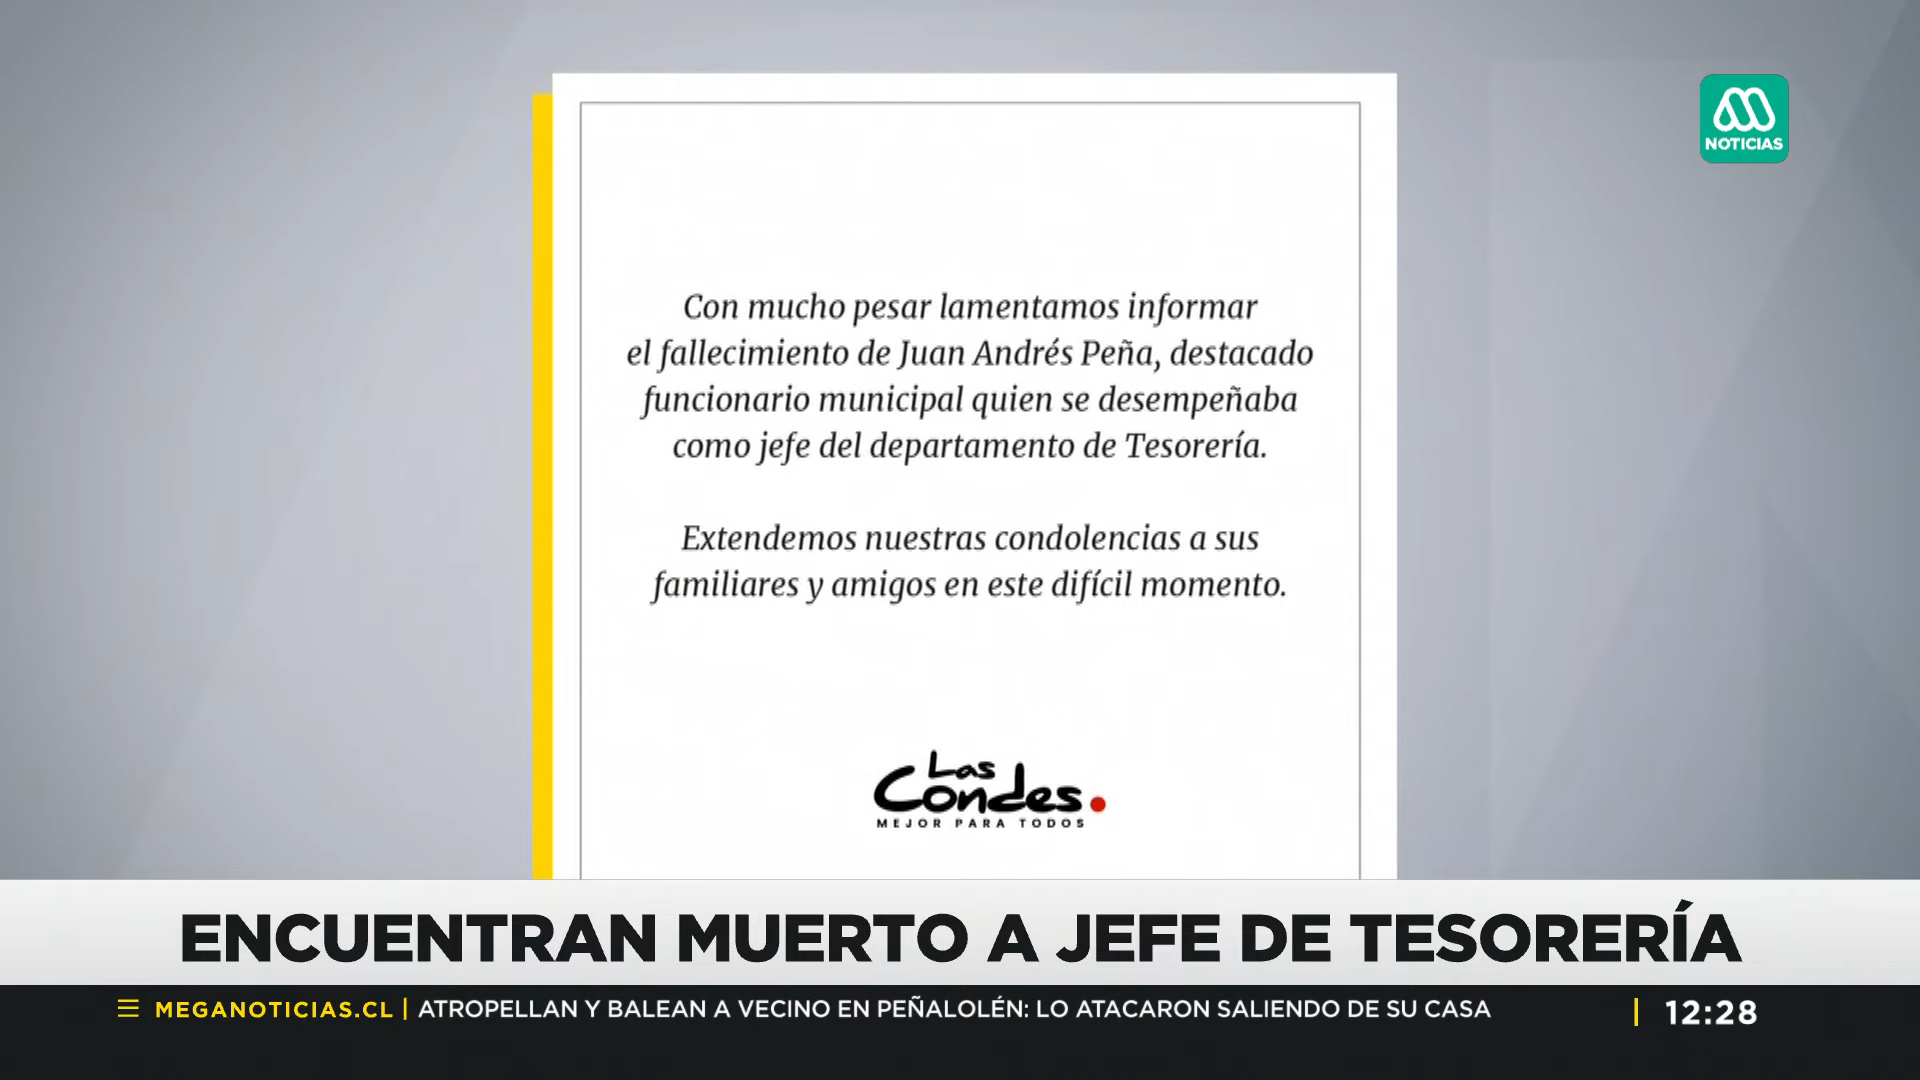 NOTICIAS
Con mucho pesar lamentamos informar
el fallecimiento de Juan Andrés Peña, destacado
funcionario municipal quien se desempeñaba
como jefe del departamento de Tesorería.
Extendemos nuestras condolencias a sus
familiares y amigos en este difícil momento.
Las
Condes.
MEJOR PARA TODOS
ENCUENTRAN MUERTO A JEFE DE TESORERÍA
MEGANOTICIAS.CL | ATROPELLAN Y BALEAN A VECINO EN PEÑALOLÉN: LO ATACARON SALIENDO DE SU CASA | 12:28